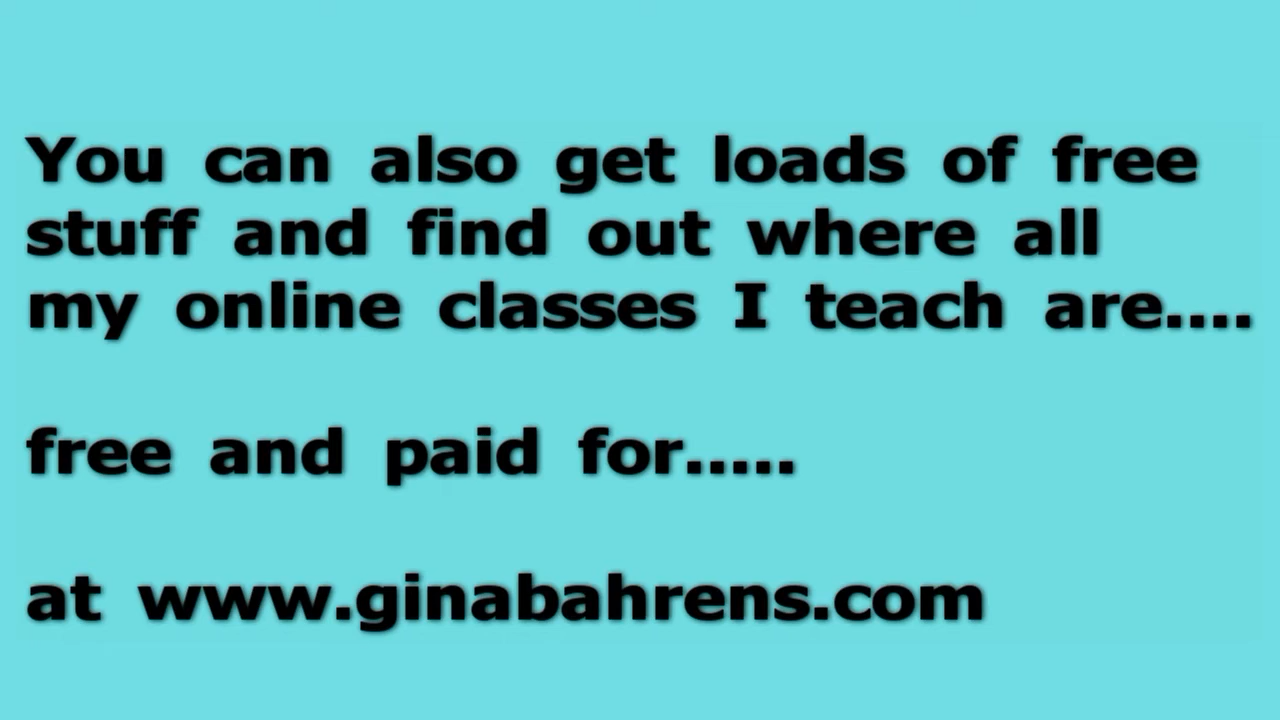 You can also get loads of free
stuff and find out where all
my online classes I teach are....
free and paid for.....
at www.ginabahrens.com